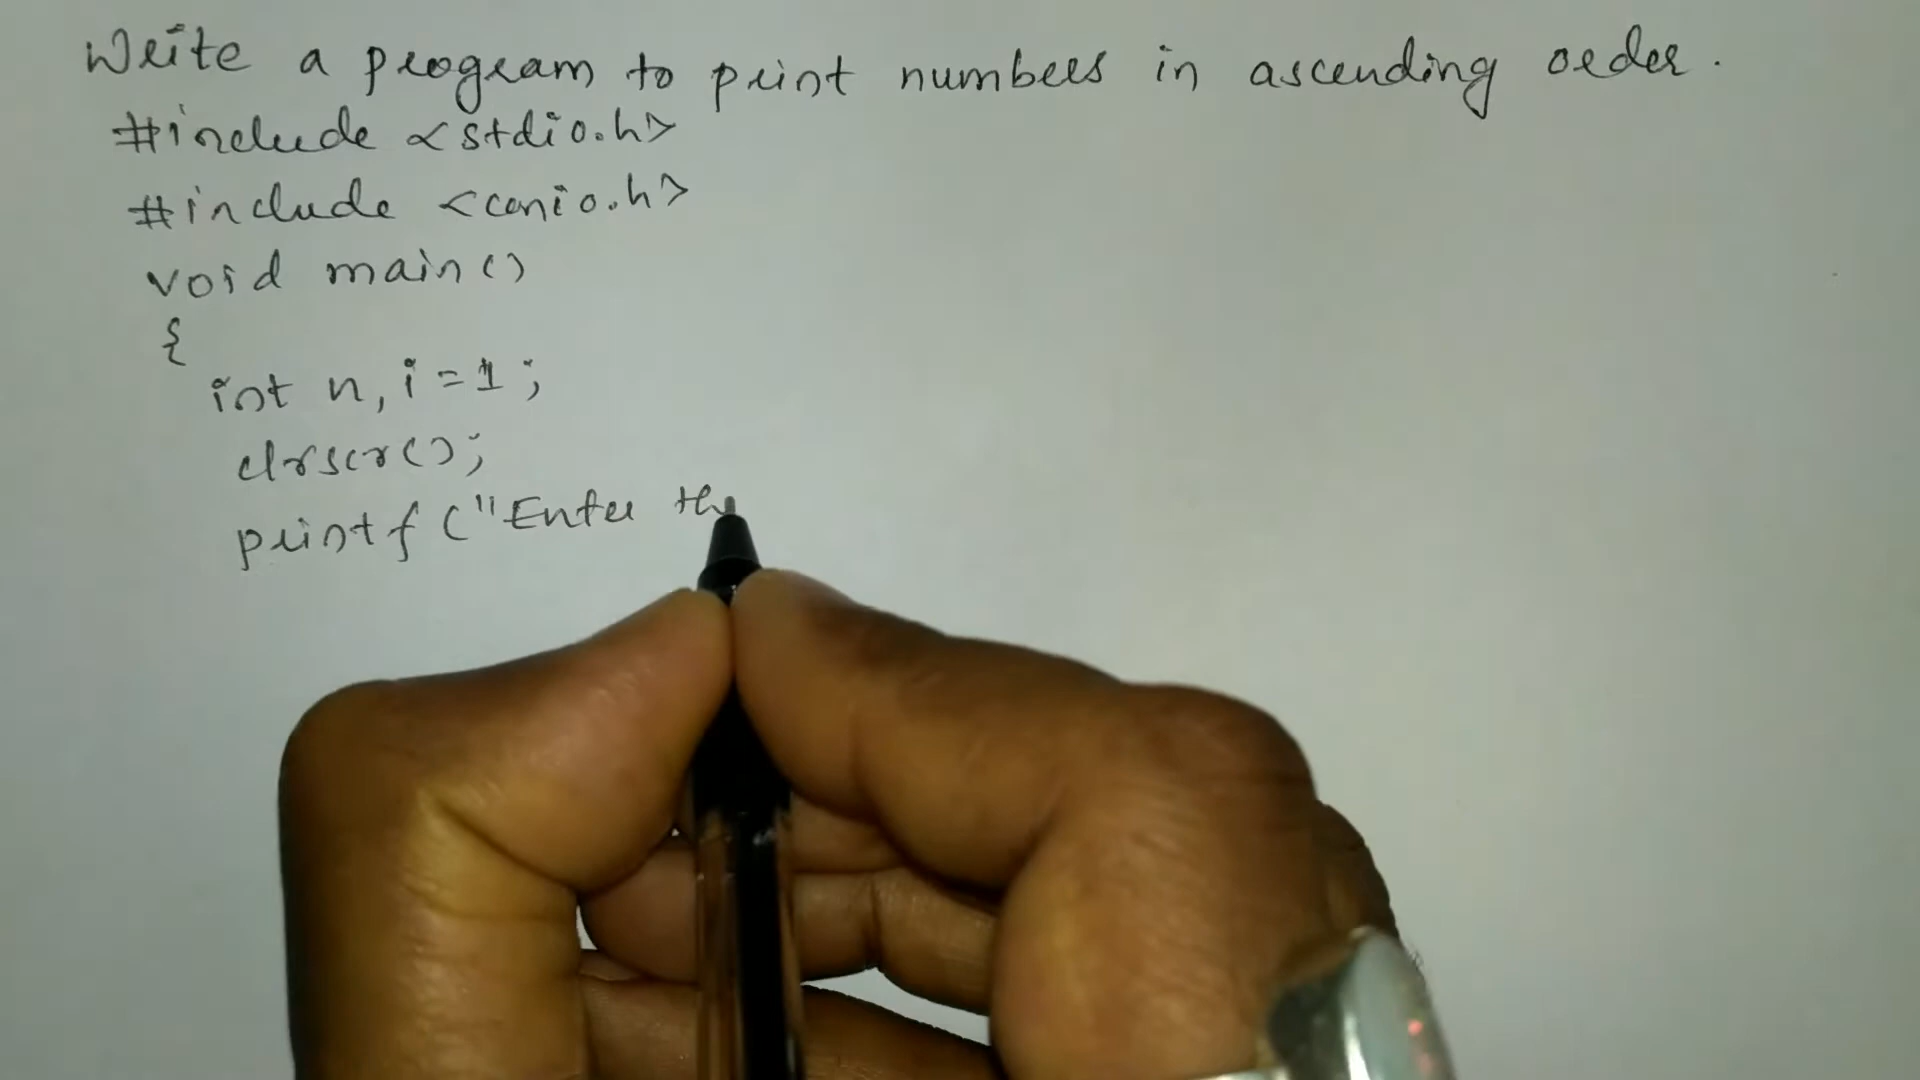 Write a program to print numbers in ascending order.
#include <stdio.h>
#include <conio.h>
void main()
{
int n, i=1;
clrscr();
printf ("Enter th